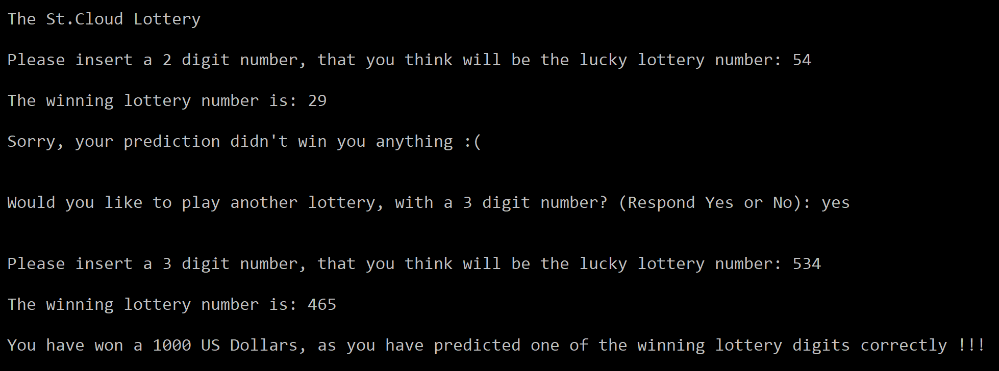 The St.Cloud Lottery
Please insert a 2 digit number, that you think will be the lucky lottery number: 54
The winning lottery number is: 29
Sorry, your prediction didn't win you anything :(
Would you like to play another lottery, with a 3 digit number? (Respond Yes or No): yes
Please insert a 3 digit number, that you think will be the lucky lottery number: 534
The winning lottery number is: 465
You have won a 1000 US Dollars, as you have predicted one of the winning lottery digits correctly !!!